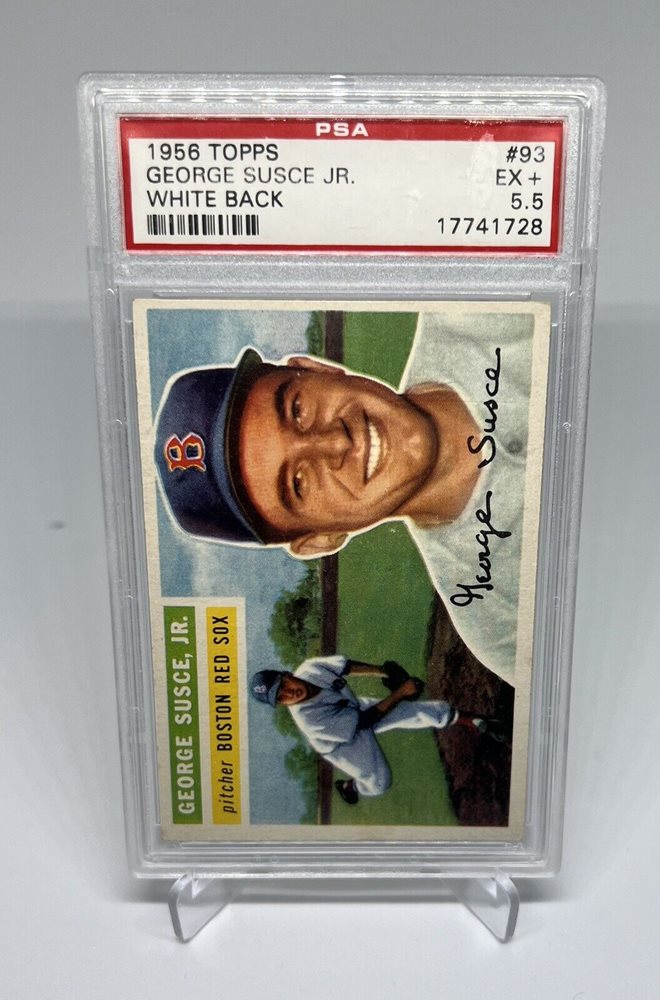 PSA
1956 TOPPS #93
GEORGE SUSCE JR. EX +
WHITE BACK 5.5
17741728
B
George Susce
GEORGE SUSCE, JR.
pitcher BOSTON RED SOX